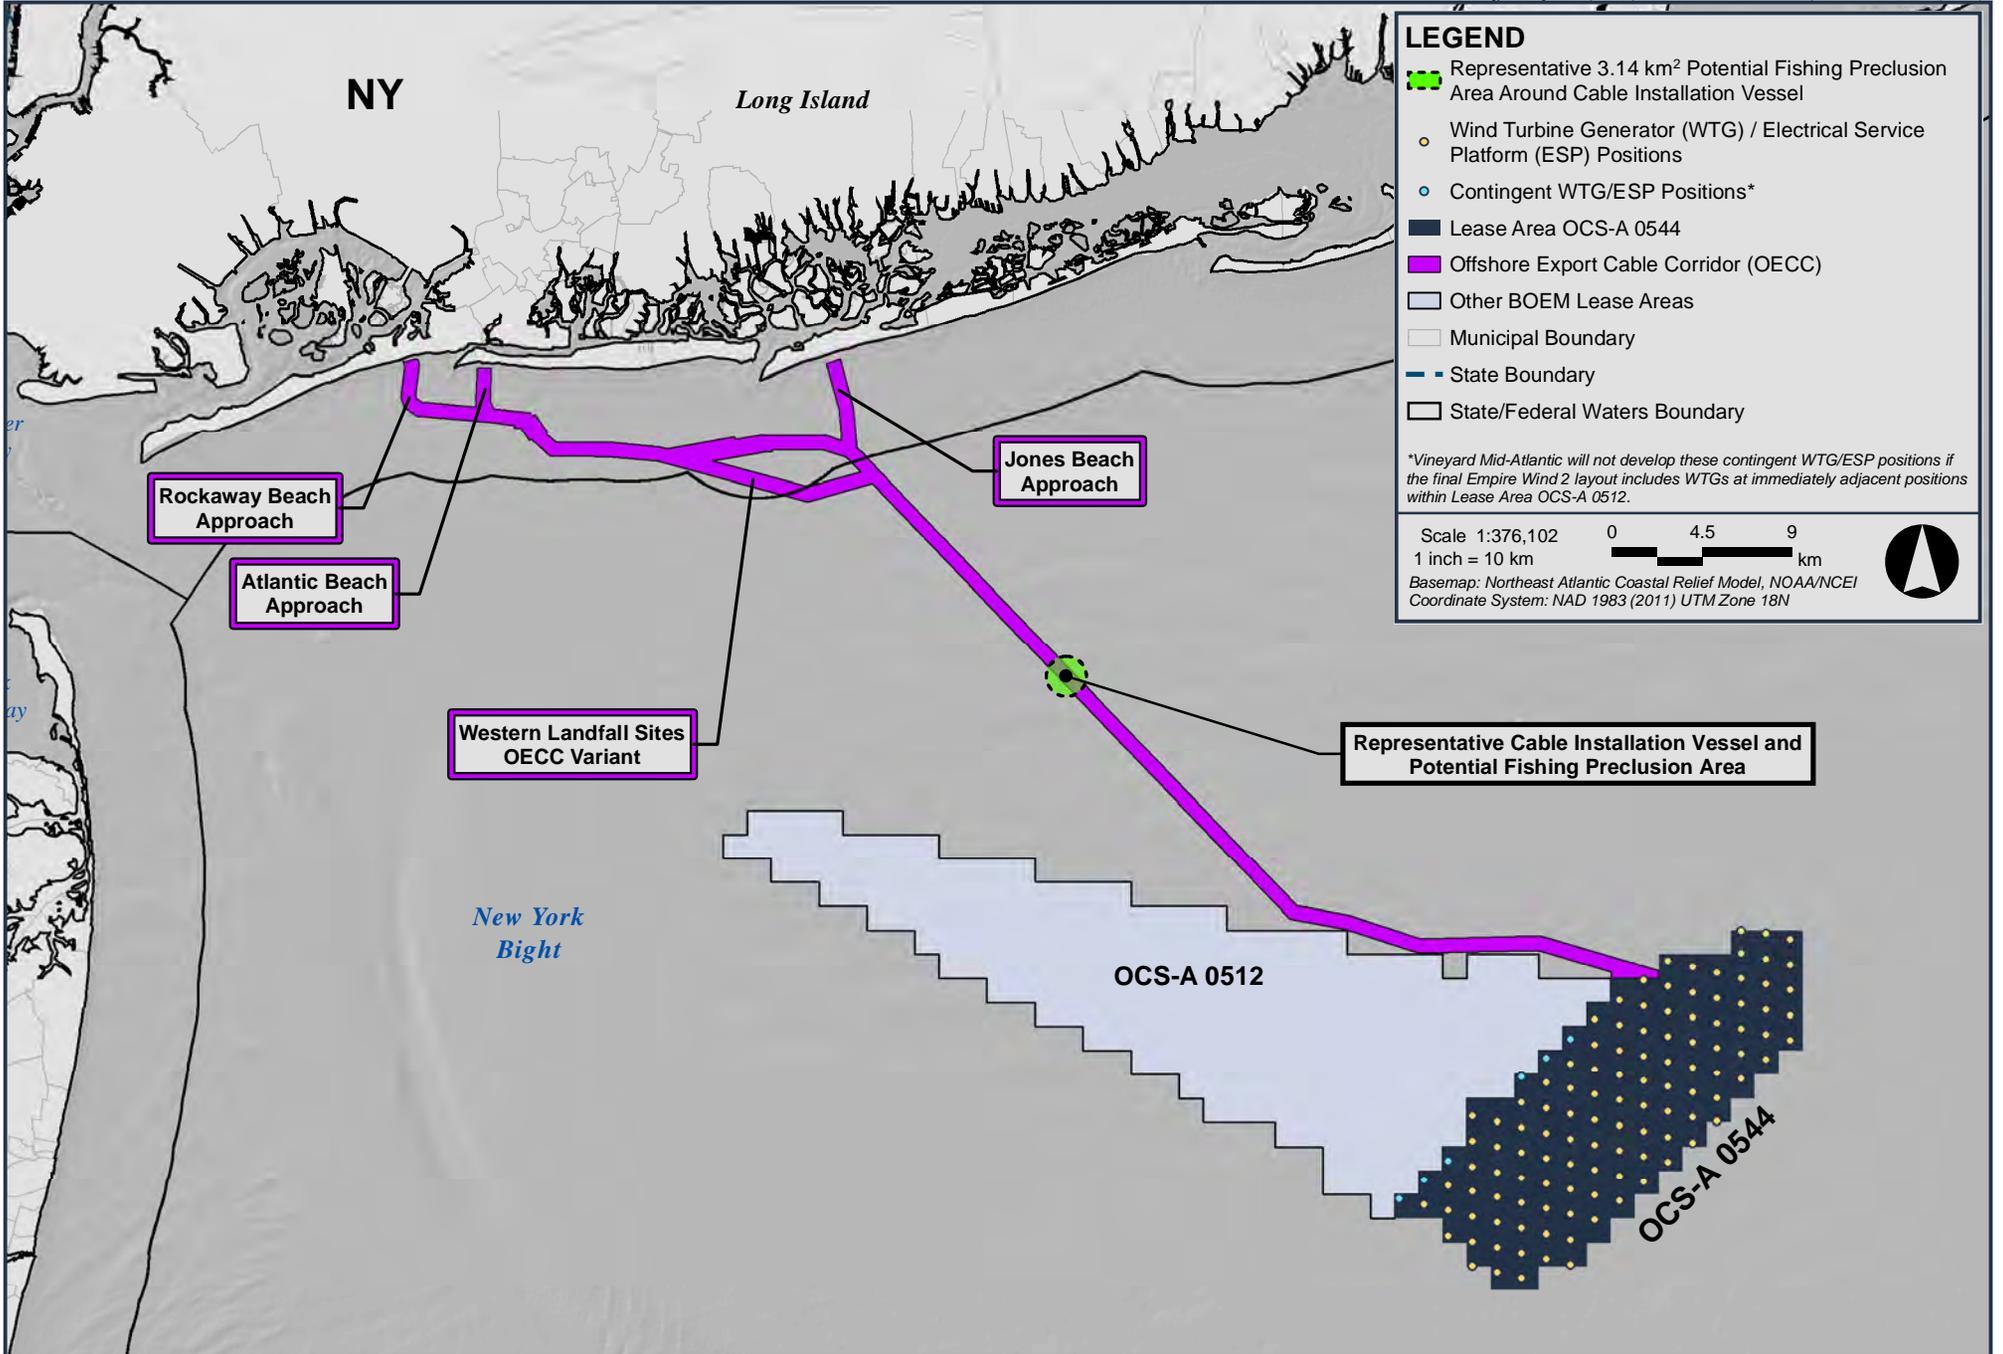 NY
Long Island
LEGEND
Representative 3.14 km² Potential Fishing Preclusion
Area Around Cable Installation Vessel
Wind Turbine Generator (WTG) / Electrical Service
Platform (ESP) Positions
Contingent WTG/ESP Positions*
Lease Area OCS-A 0544
Offshore Export Cable Corridor (OECC)
Other BOEM Lease Areas
Municipal Boundary
State Boundary
State/Federal Waters Boundary
*Vineyard Mid-Atlantic will not develop these contingent WTG/ESP positions if
the final Empire Wind 2 layout includes WTGs at immediately adjacent positions
within Lease Area OCS-A 0512.
Scale 1:376,102
1 inch = 10 km
0 4.5 9
km
Basemap: Northeast Atlantic Coastal Relief Model, NOAA/NCEI
Coordinate System: NAD 1983 (2011) UTM Zone 18N
er
y
Jones Beach
Approach
Rockaway Beach
Approach
Atlantic Beach
Approach
ay
Western Landfall Sites
OECC Variant
Representative Cable Installation Vessel and
Potential Fishing Preclusion Area
New York
Bight
OCS-A 0512
OCS-A 0544